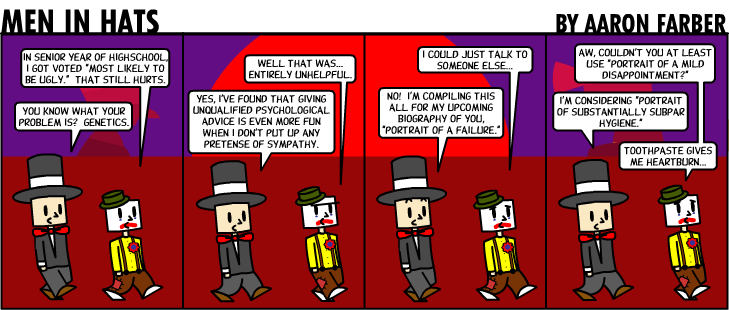 MEN IN HATS
BY AARON FARBER
IN SENIOR YEAR OF HIGHSCHOOL,
I GOT VOTED "MOST LIKELY TO
BE UGLY." THAT STILL HURTS.
YOU KNOW WHAT YOUR
PROBLEM IS? GENETICS.
WELL THAT WAS...
ENTIRELY UNHELPFUL.
YES, I'VE FOUND THAT GIVING
UNQUALIFIED PSYCHOLOGICAL
ADVICE IS EVEN MORE FUN
WHEN I DON'T PUT UP ANY
PRETENSE OF SYMPATHY.
I COULD JUST TALK TO
SOMEONE ELSE...
NO! I'M COMPILING THIS
ALL FOR MY UPCOMING
BIOGRAPHY OF YOU,
"PORTRAIT OF A FAILURE."
AW, COULDN'T YOU AT LEAST
USE "PORTRAIT OF A MILD
DISAPPOINTMENT?"
I'M CONSIDERING "PORTRAIT
OF SUBSTANTIALLY SUBPAR
HYGIENE."
TOOTHPASTE GIVES
ME HEARTBURN...